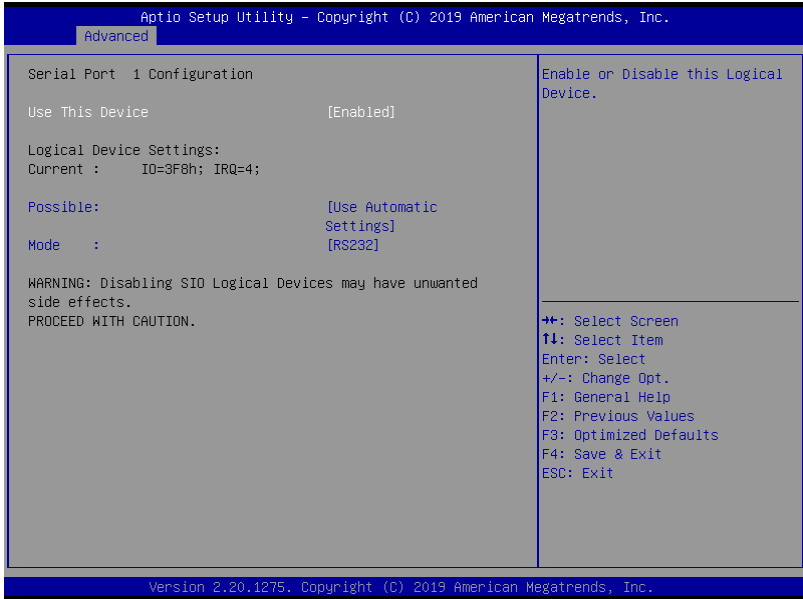 Aptio Setup Utility – Copyright (C) 2019 American Megatrends, Inc.
Advanced
Serial Port  1 Configuration
Use This Device [Enabled]
Logical Device Settings:
Current : IO=3F8h; IRQ=4;
Possible: [Use Automatic
Settings]
Mode : [RS232]
WARNING: Disabling SIO Logical Devices may have unwanted
side effects.
PROCEED WITH CAUTION.
Enable or Disable this Logical
Device.
→←: Select Screen
↑↓: Select Item
Enter: Select
+/-: Change Opt.
F1: General Help
F2: Previous Values
F3: Optimized Defaults
F4: Save & Exit
ESC: Exit
Version 2.20.1275. Copyright (C) 2019 American Megatrends, Inc.